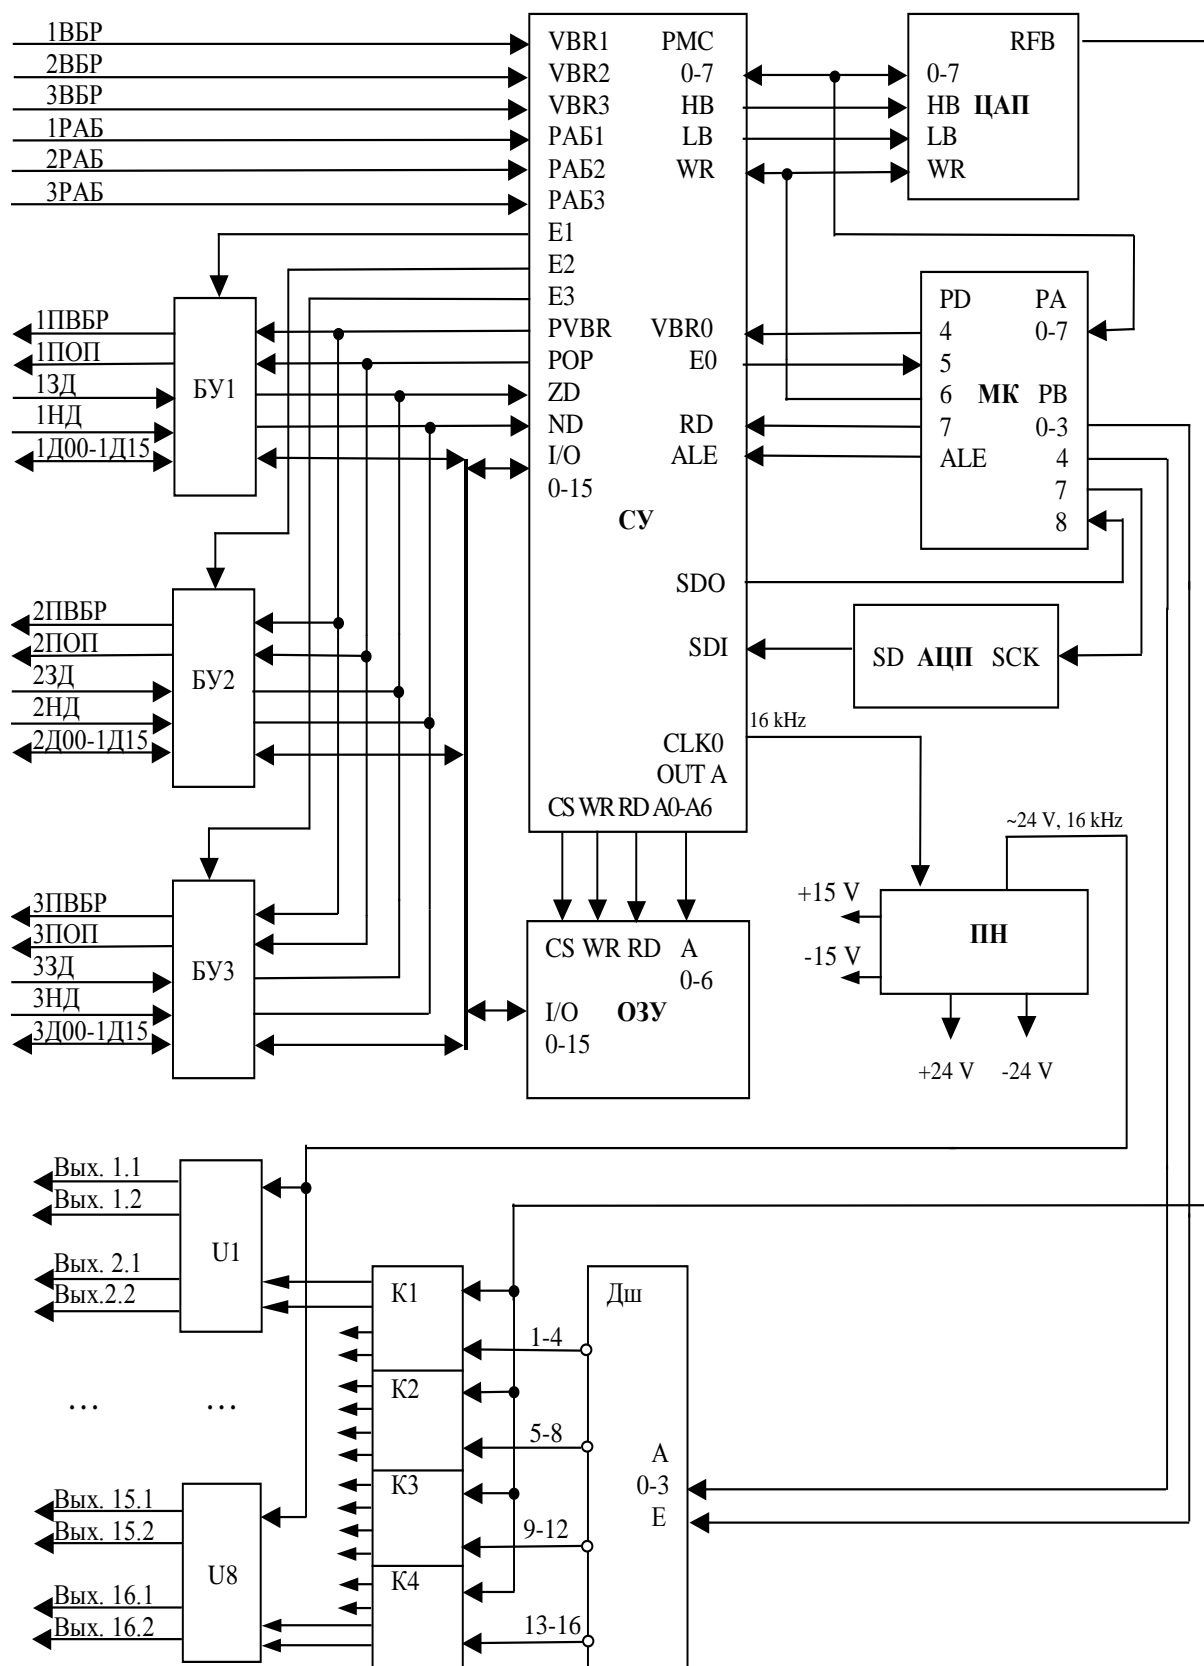 1ВБР
2ВБР
3ВБР
1РАБ
2РАБ
3РАБ
1ПВБР
1ПОП
1ЗД
1НД
1Д00-1Д15
БУ1
2ПВБР
2ПОП
2ЗД
2НД
2Д00-1Д15
БУ2
3ПВБР
3ПОП
3ЗД
3НД
3Д00-1Д15
БУ3
VBR1 PMC
VBR2 0-7
VBR3 HB
РАБ1 LB
РАБ2 WR
РАБ3
E1
E2
E3
PVBR VBR0
POP E0
ZD
ND RD
I/O ALE
0-15
СУ
SDO
SDI
CLK0
OUT A
CS WR RD A0-A6
RFB
0-7
HB ЦАП
LB
WR
PD PA
4 0-7
5
6 МК PB
7 0-3
ALE 4
7
8
SD АЦП SCK
16 kHz
~24 V, 16 kHz
+15 V
-15 V
ПН
+24 V -24 V
CS WR RD A
0-6
I/O ОЗУ
0-15
Вых. 1.1
Вых. 1.2
Вых. 2.1
Вых.2.2
U1
… …
Вых. 15.1
Вых. 15.2
Вых. 16.1
Вых. 16.2
U8
К1
К2
К3
К4
1-4
5-8
9-12
13-16
Дш
A
0-3
E